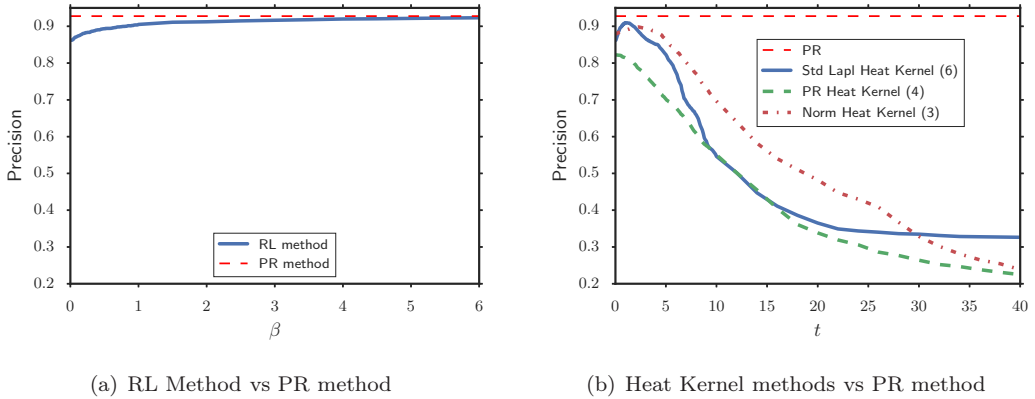 Precision
0.9
0.8
0.7
0.6
0.5
0.4
0.3
0.2
RL method
PR method
0 1 2 3 4 5 6
β
(a) RL Method vs PR method
Precision
0.9
0.8
0.7
0.6
0.5
0.4
0.3
0.2
PR
Std Lapl Heat Kernel (6)
PR Heat Kernel (4)
Norm Heat Kernel (3)
0 5 10 15 20 25 30 35 40
t
(b) Heat Kernel methods vs PR method